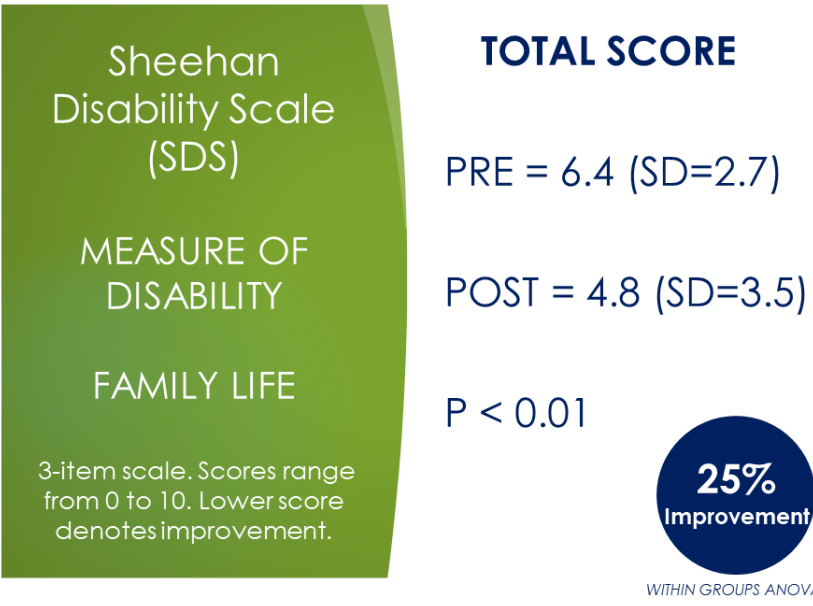 Sheehan
Disability Scale
(SDS)
MEASURE OF
DISABILITY
FAMILY LIFE
3-item scale. Scores range
from 0 to 10. Lower score
denotes improvement.
TOTAL SCORE
PRE = 6.4 (SD=2.7)
POST = 4.8 (SD=3.5)
P < 0.01
25%
Improvement
WITHIN GROUPS ANOVA